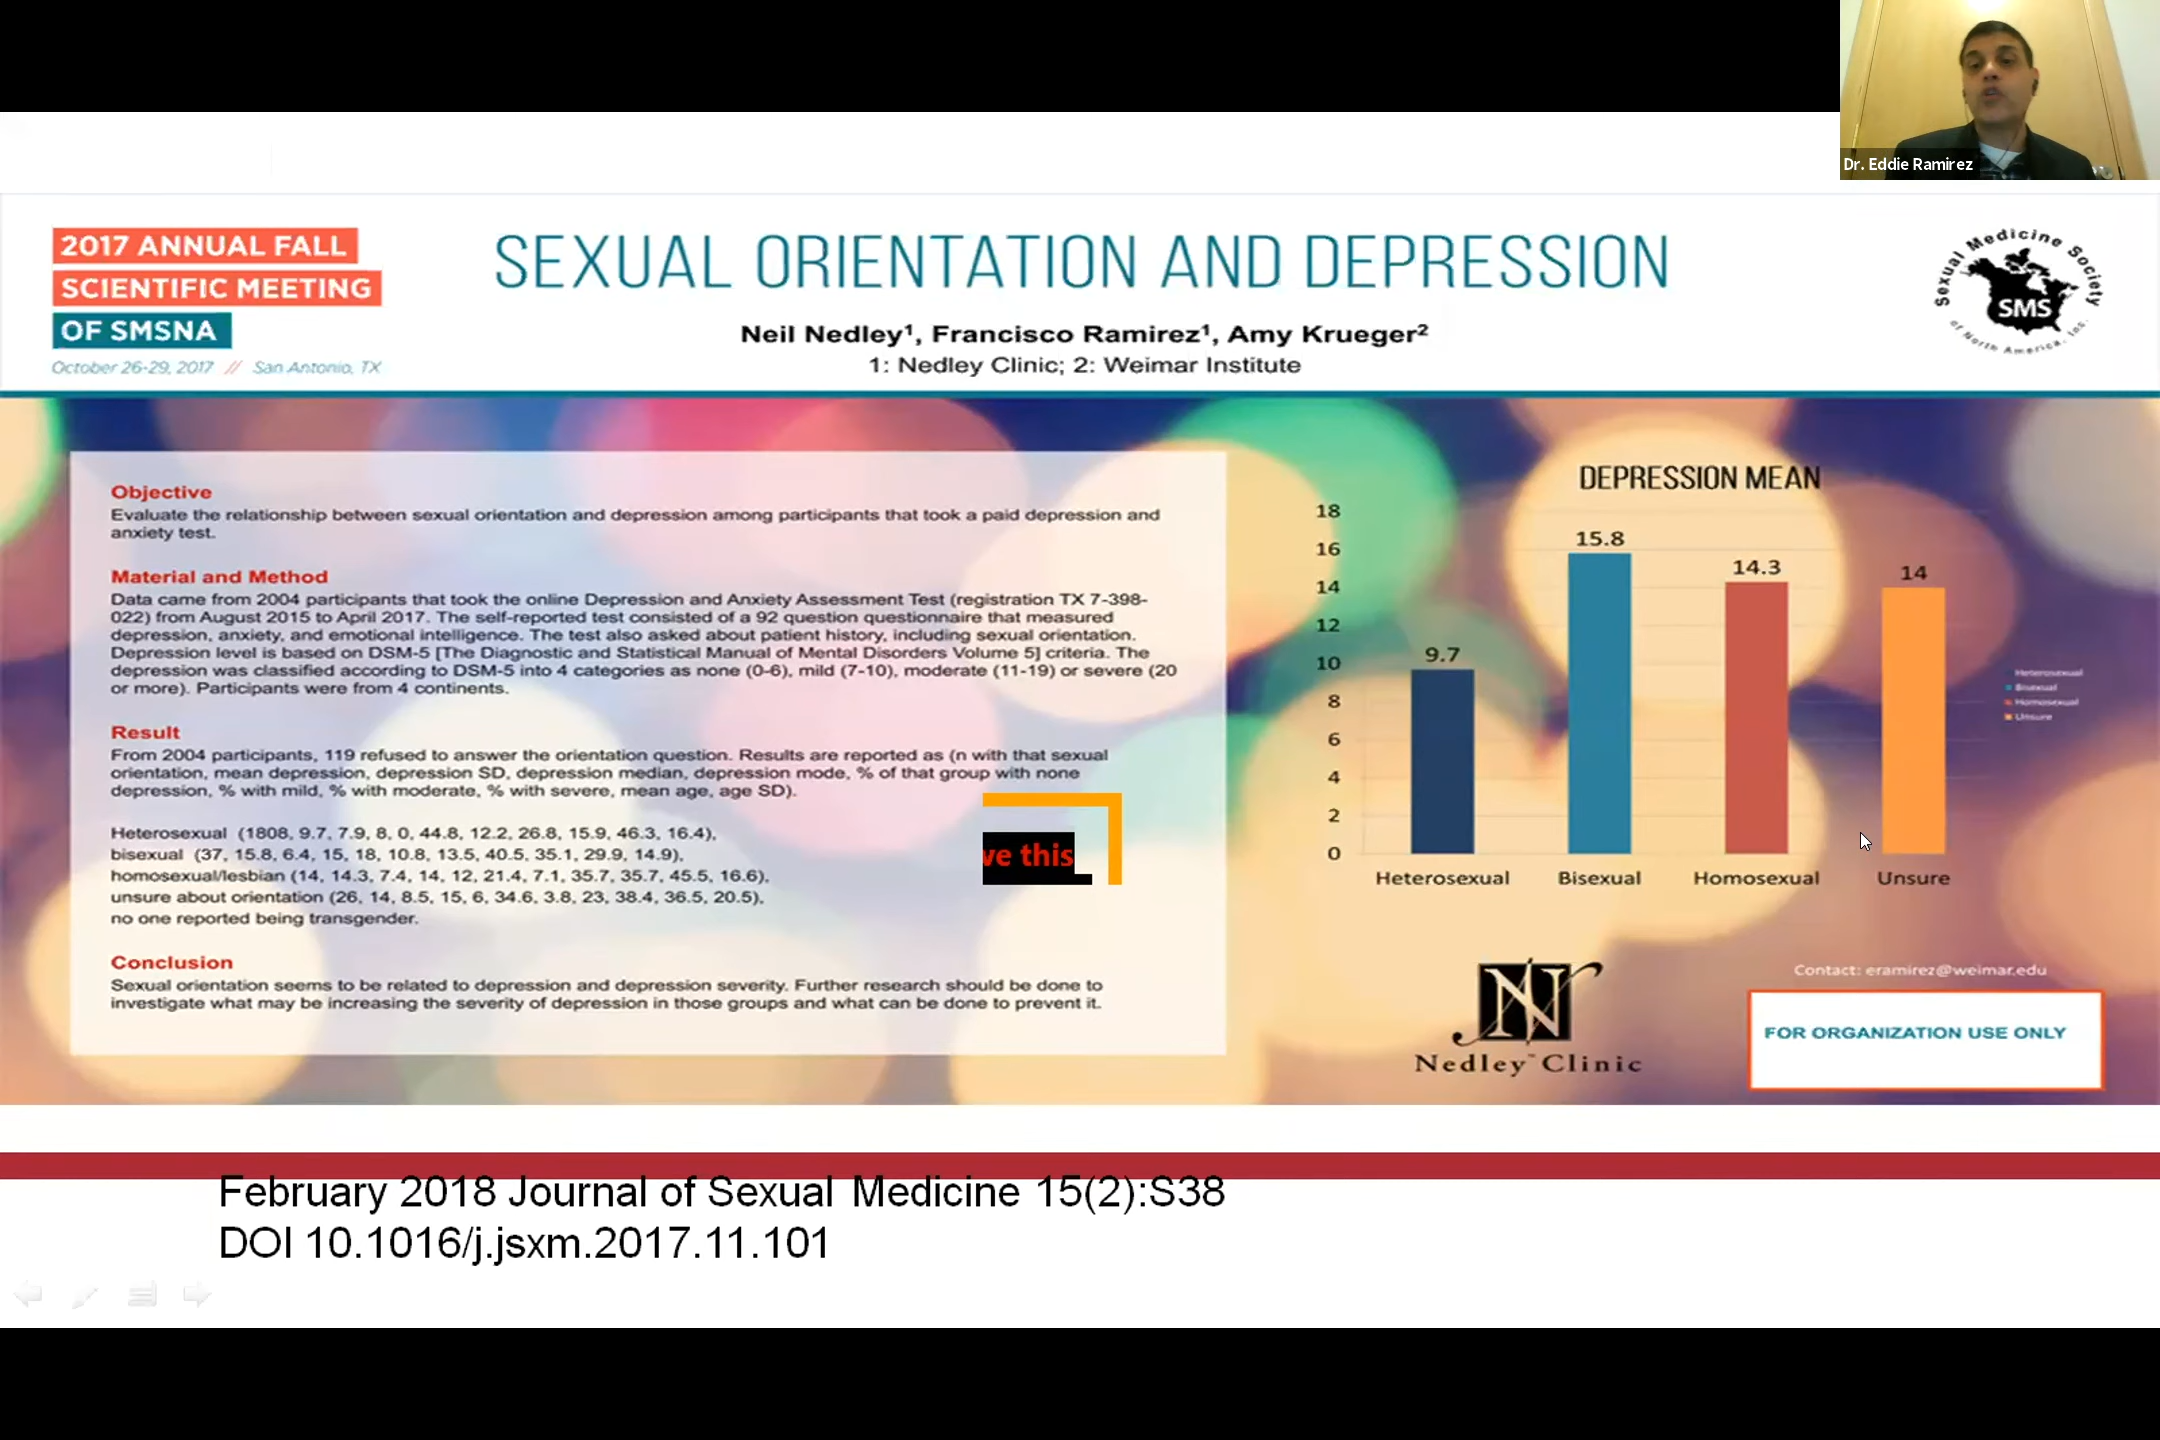 Dr. Eddie Ramirez
2017 ANNUAL FALL
SCIENTIFIC MEETING
OF SMSNA
October 26-29, 2017 // San Antonio, TX
SEXUAL ORIENTATION AND DEPRESSION
Neil Nedley¹, Francisco Ramirez¹, Amy Krueger²
1: Nedley Clinic; 2: Weimar Institute
Sexual Medicine Society
SMS
of North America, Inc.
Objective
Evaluate the relationship between sexual orientation and depression among participants that took a paid depression and
anxiety test.
Material and Method
Data came from 2004 participants that took the online Depression and Anxiety Assessment Test (registration TX 7-398-
022) from August 2015 to April 2017. The self-reported test consisted of a 92 question questionnaire that measured
depression, anxiety, and emotional intelligence. The test also asked about patient history, including sexual orientation.
Depression level is based on DSM-5 [The Diagnostic and Statistical Manual of Mental Disorders Volume 5] criteria. The
depression was classified according to DSM-5 into 4 categories as none (0-6), mild (7-10), moderate (11-19) or severe (20
or more). Participants were from 4 continents.
Result
From 2004 participants, 119 refused to answer the orientation question. Results are reported as (n with that sexual
orientation, mean depression, depression SD, depression median, depression mode, % of that group with none
depression, % with mild, % with moderate, % with severe, mean age, age SD).
Heterosexual (1808, 9.7, 7.9, 8, 0, 44.8, 12.2, 26.8, 15.9, 46.3, 16.4),
bisexual (37, 15.8, 6.4, 15, 18, 10.8, 13.5, 40.5, 35.1, 29.9, 14.9),
homosexual/lesbian (14, 14.3, 7.4, 14, 12, 21.4, 7.1, 35.7, 35.7, 45.5, 16.6),
unsure about orientation (26, 14, 8.5, 15, 6, 34.6, 3.8, 23, 38.4, 36.5, 20.5),
no one reported being transgender.
ve this
Conclusion
Sexual orientation seems to be related to depression and depression severity. Further research should be done to
investigate what may be increasing the severity of depression in those groups and what can be done to prevent it.
DEPRESSION MEAN
18
16
14
12
10
8
6
4
2
0
9.7
15.8
14.3
14
Heterosexual Bisexual Homosexual Unsure
Heterosexual
Bisexual
Homosexual
Unsure
N
Nedley™ Clinic
Contact: eramirez@weimar.edu
FOR ORGANIZATION USE ONLY
February 2018 Journal of Sexual Medicine 15(2):S38
DOI 10.1016/j.jsxm.2017.11.101